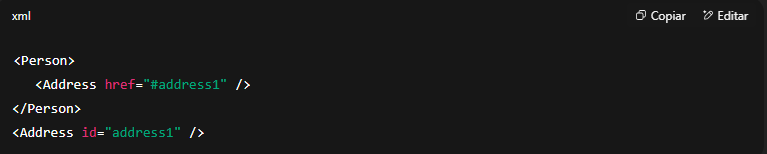 xml
Copiar
Editar
<Person>
   <Address href="#address1" />
</Person>
<Address id="address1" />